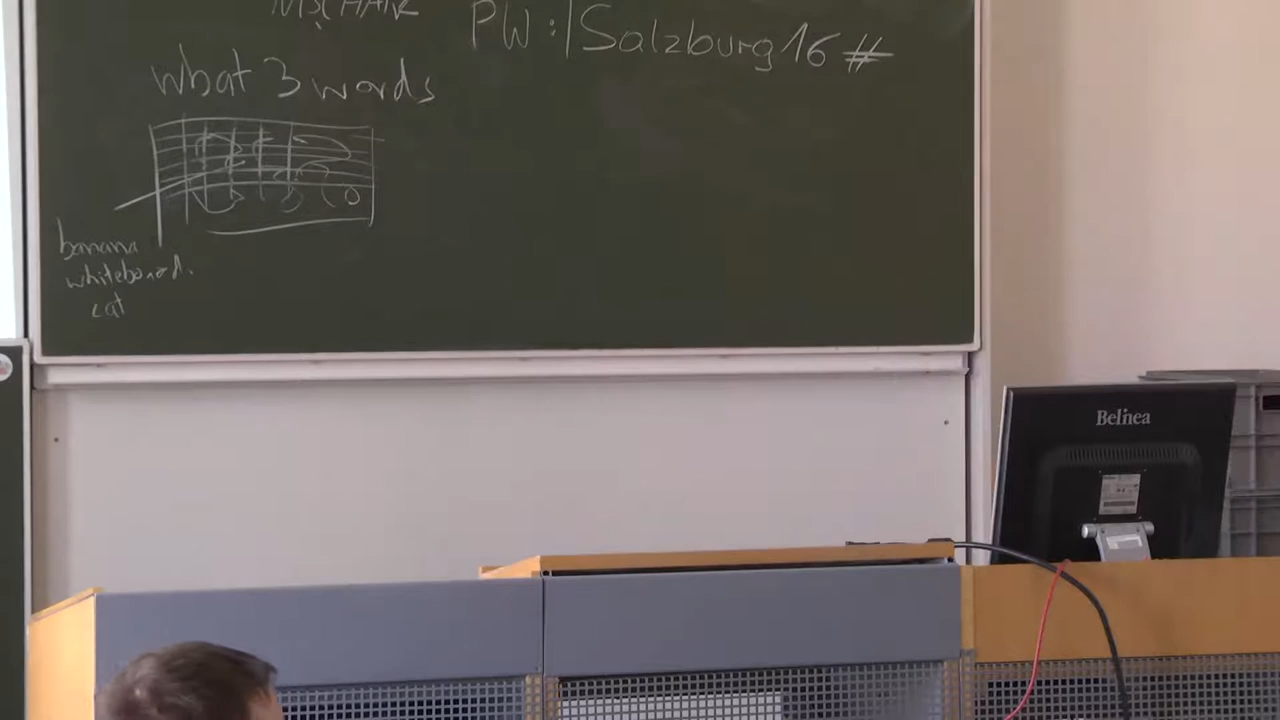 PW:/Salzburg16#
what 3 words
banana
whiteboard.
cat
Belinea